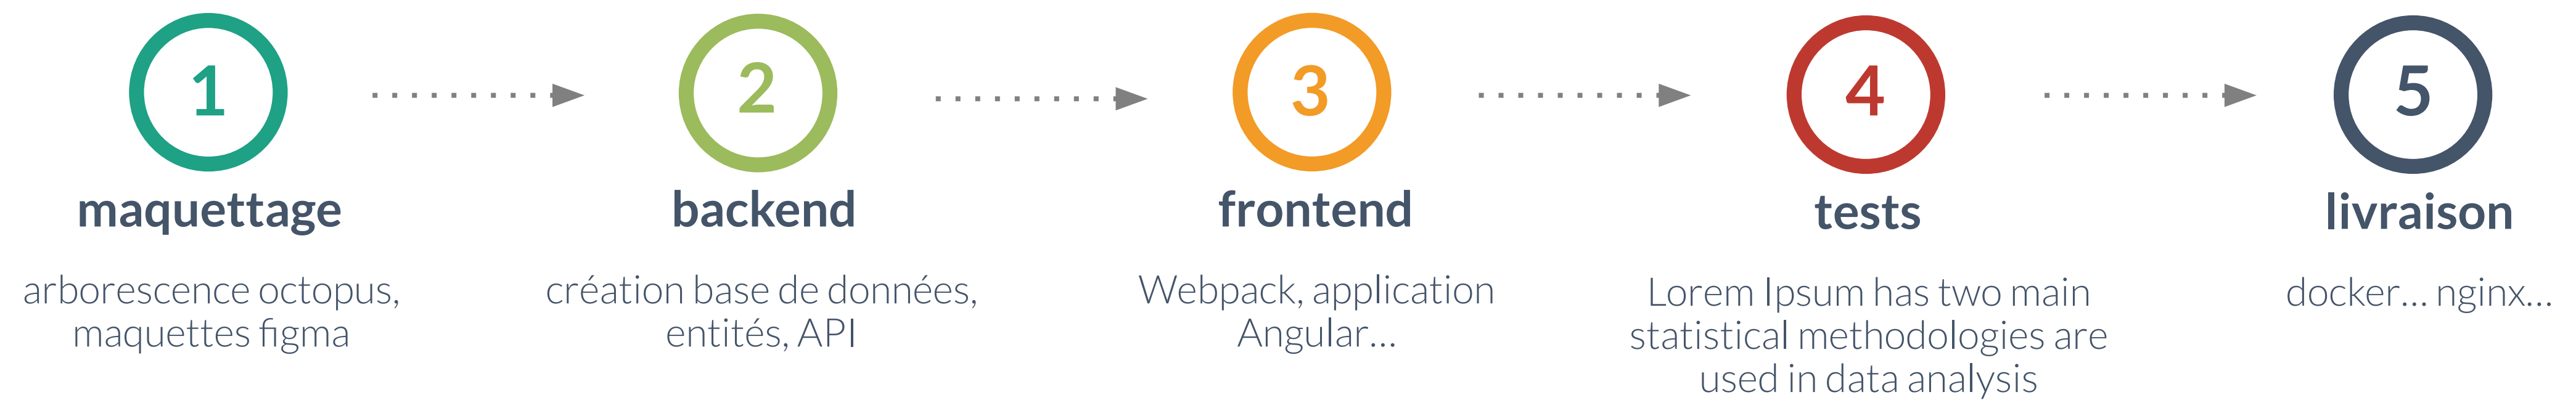 1
maquettage
arborescence octopus,
maquettes figma
2
backend
création base de données,
entités, API
3
frontend
Webpack, application
Angular...
4
tests
Lorem Ipsum has two main
statistical methodologies are
used in data analysis
5
livraison
docker... nginx...